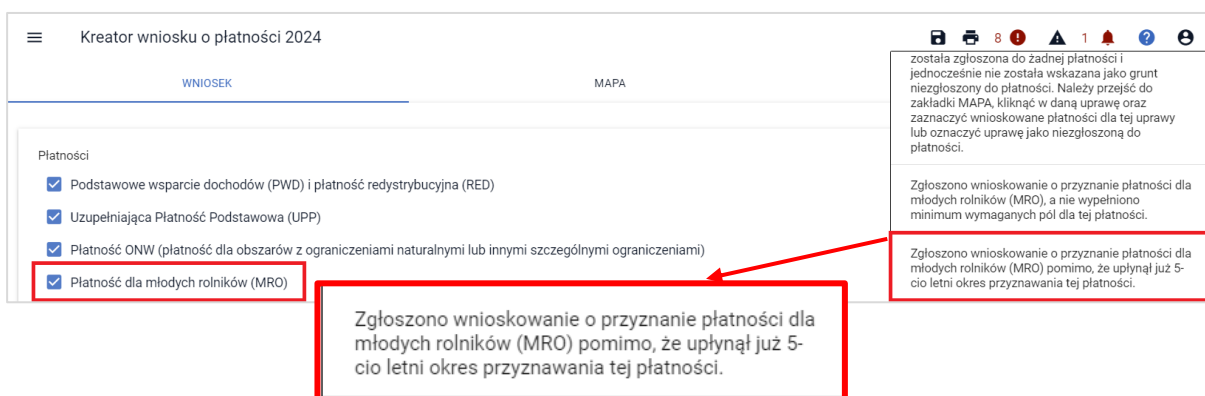 Kreator wniosku o płatności 2024
8
1
WNIOSEK
MAPA
została zgłoszona do żadnej płatności i
jednocześnie nie została wskazana jako grunt
niezgłoszony do płatności. Należy przejść do
zakładki MAPA, kliknąć w daną uprawę oraz
zaznaczyć wnioskowane płatności dla tej uprawy
lub oznaczyć uprawę jako niezgłoszoną do
płatności.
Płatności
Podstawowe wsparcie dochodów (PWD) i płatność redystrybucyjna (RED)
Uzupełniająca Płatność Podstawowa (UPP)
Płatność ONW (płatność dla obszarów z ograniczeniami naturalnymi lub innymi szczególnymi ograniczeniami)
Płatność dla młodych rolników (MRO)
Zgłoszono wnioskowanie o przyznanie płatności dla
młodych rolników (MRO), a nie wypełniono
minimum wymaganych pól dla tej płatności.
Zgłoszono wnioskowanie o przyznanie płatności dla
młodych rolników (MRO) pomimo, że upłynął już 5-
cio letni okres przyznawania tej płatności.
Zgłoszono wnioskowanie o przyznanie płatności dla
młodych rolników (MRO) pomimo, że upłynął już 5-
cio letni okres przyznawania tej płatności.